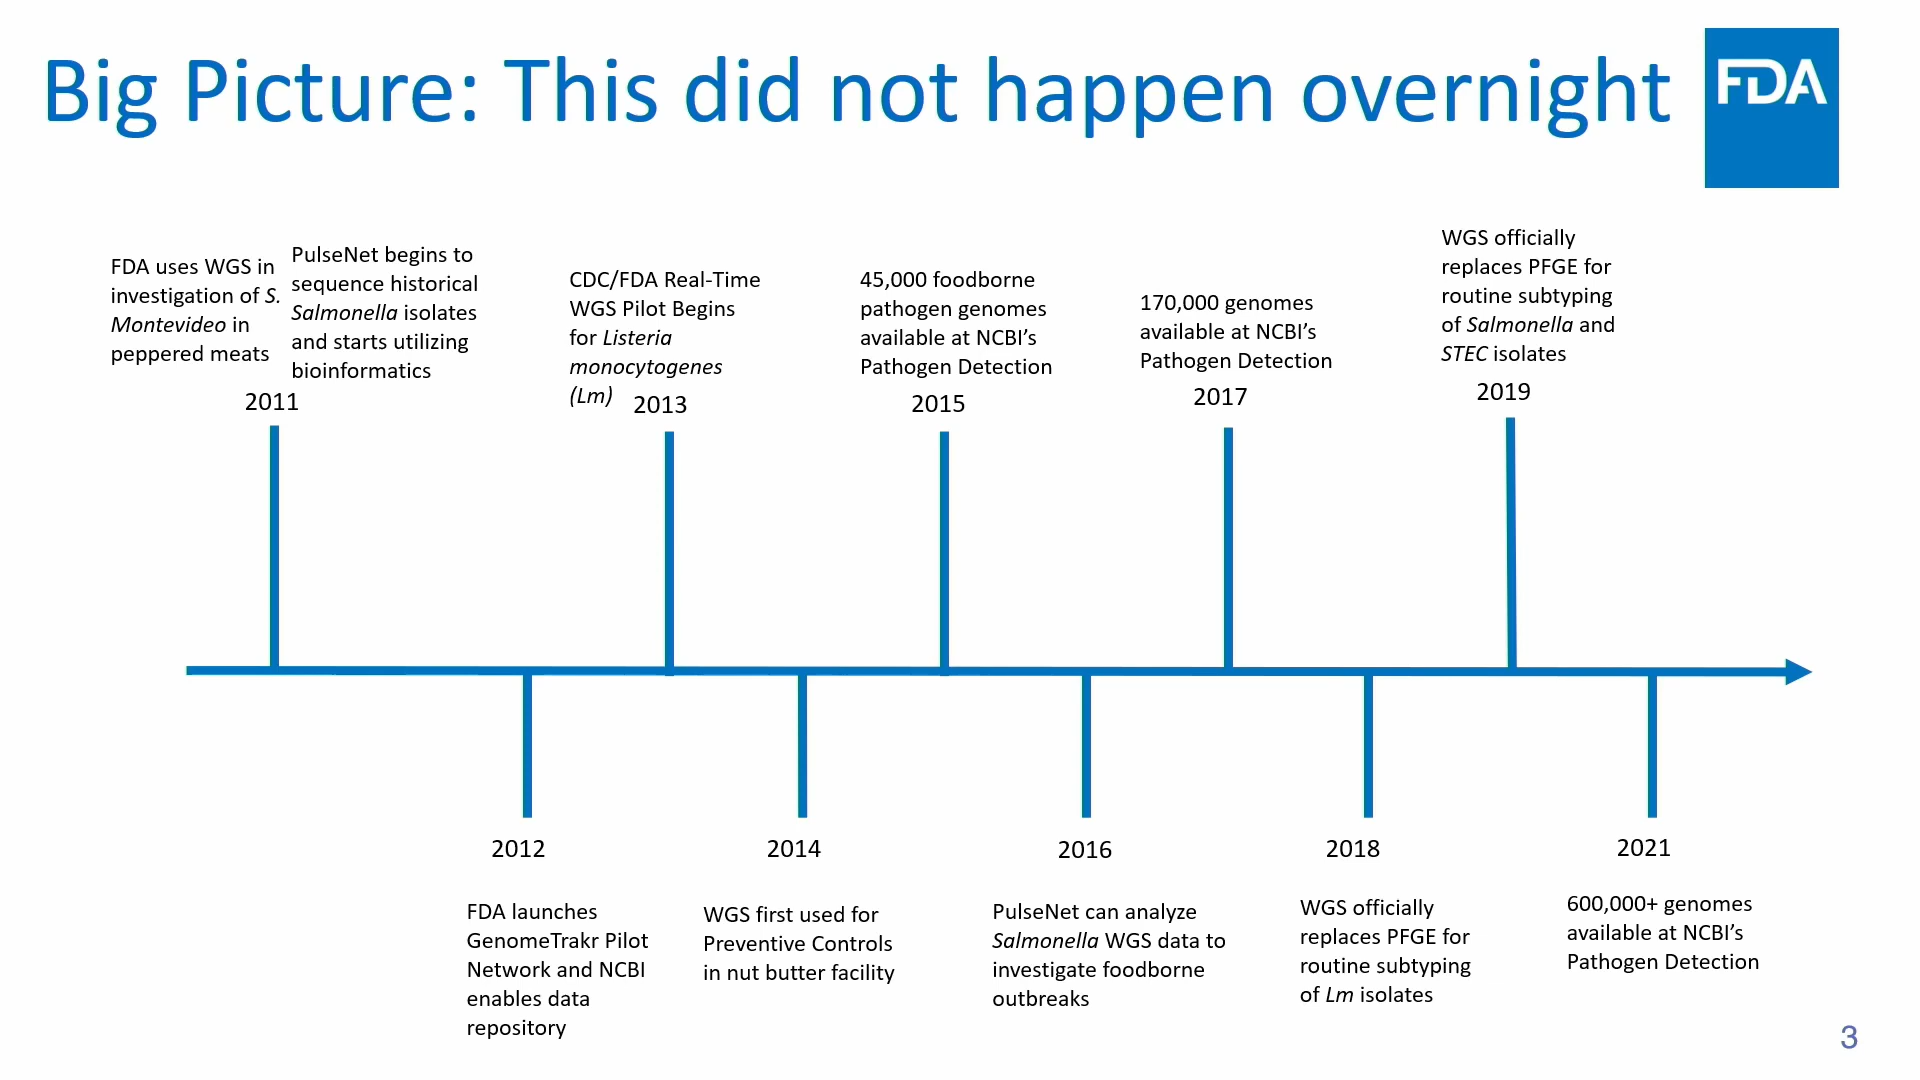 Big Picture: This did not happen overnight
FDA
FDA uses WGS in
investigation of S.
Montevideo in
peppered meats
PulseNet begins to
sequence historical
Salmonella isolates
and starts utilizing
bioinformatics
2011
CDC/FDA Real-Time
WGS Pilot Begins
for Listeria
monocytogenes
(Lm)
2013
45,000 foodborne
pathogen genomes
available at NCBI’s
Pathogen Detection
2015
170,000 genomes
available at NCBI’s
Pathogen Detection
2017
WGS officially
replaces PFGE for
routine subtyping
of Salmonella and
STEC isolates
2019
2012
FDA launches
GenomeTrakr Pilot
Network and NCBI
enables data
repository
2014
WGS first used for
Preventive Controls
in nut butter facility
2016
PulseNet can analyze
Salmonella WGS data to
investigate foodborne
outbreaks
2018
WGS officially
replaces PFGE for
routine subtyping
of Lm isolates
2021
600,000+ genomes
available at NCBI’s
Pathogen Detection
3